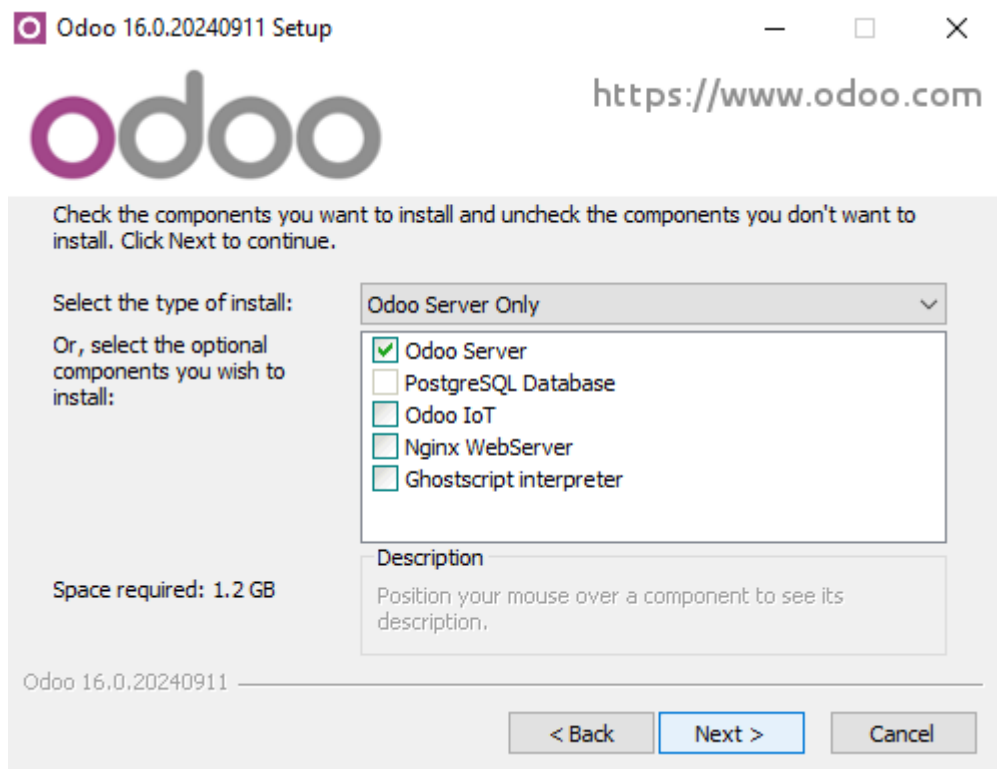 Odoo 16.0.20240911 Setup
odoo
https://www.odoo.com
Check the components you want to install and uncheck the components you don't want to
install. Click Next to continue.
Select the type of install:
Odoo Server Only
Or, select the optional
components you wish to
install:
Odoo Server
PostgreSQL Database
Odoo IoT
Nginx WebServer
Ghostscript interpreter
Space required: 1.2 GB
Description
Position your mouse over a component to see its
description.
Odoo 16.0.20240911
< Back
Next >
Cancel